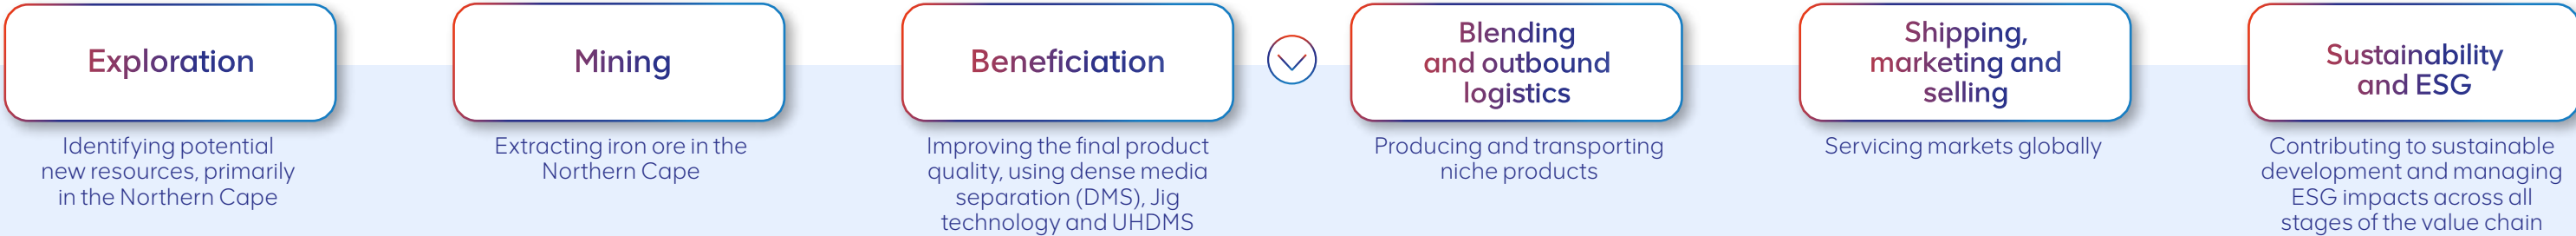 Exploration
Identifying potential
new resources, primarily
in the Northern Cape
Mining
Extracting iron ore in the
Northern Cape
Beneficiation
Improving the final product
quality, using dense media
separation (DMS), Jig
technology and UHDMS
Blending
and outbound
logistics
Producing and transporting
niche products
Shipping,
marketing and
selling
Servicing markets globally
Sustainability
and ESG
Contributing to sustainable
development and managing
ESG impacts across all
stages of the value chain